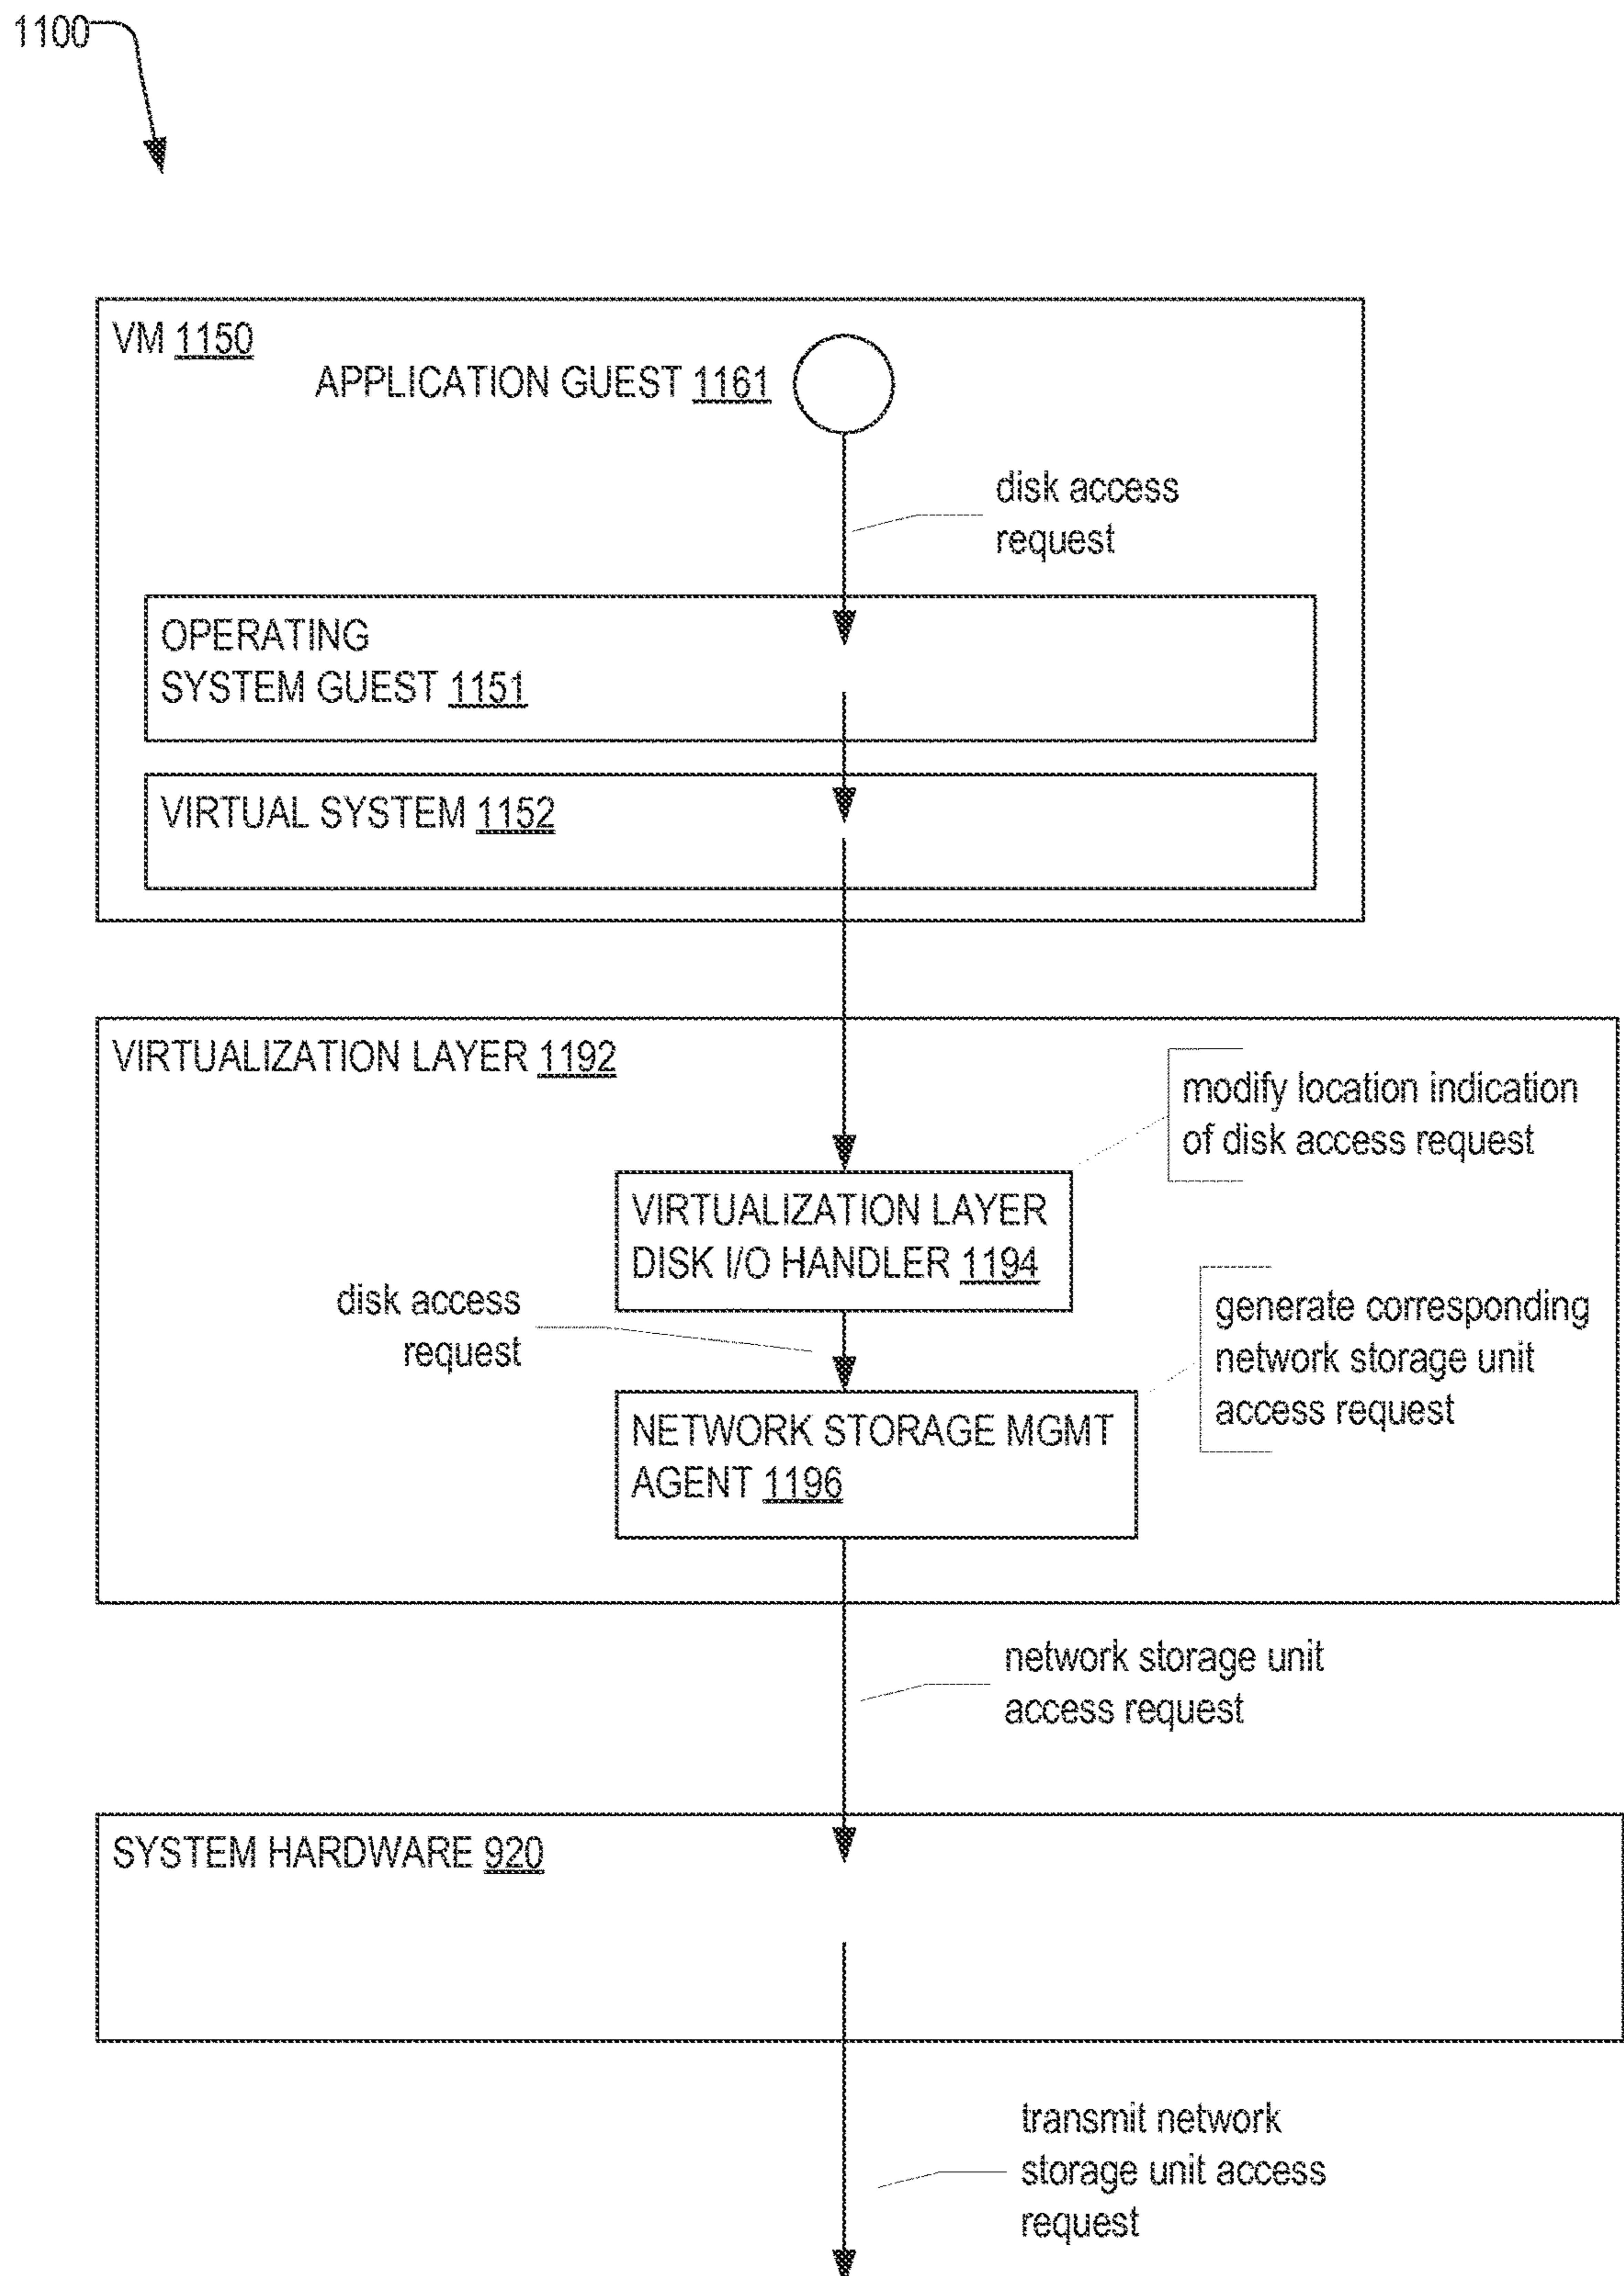 1100
VM 1150
APPLICATION GUEST 1161
disk access
request
OPERATING
SYSTEM GUEST 1151
VIRTUAL SYSTEM 1152
VIRTUALIZATION LAYER 1192
modify location indication
of disk access request
VIRTUALIZATION LAYER
DISK I/O HANDLER 1194
disk access
request
generate corresponding
network storage unit
access request
NETWORK STORAGE MGMT
AGENT 1196
network storage unit
access request
SYSTEM HARDWARE 920
transmit network
storage unit access
request